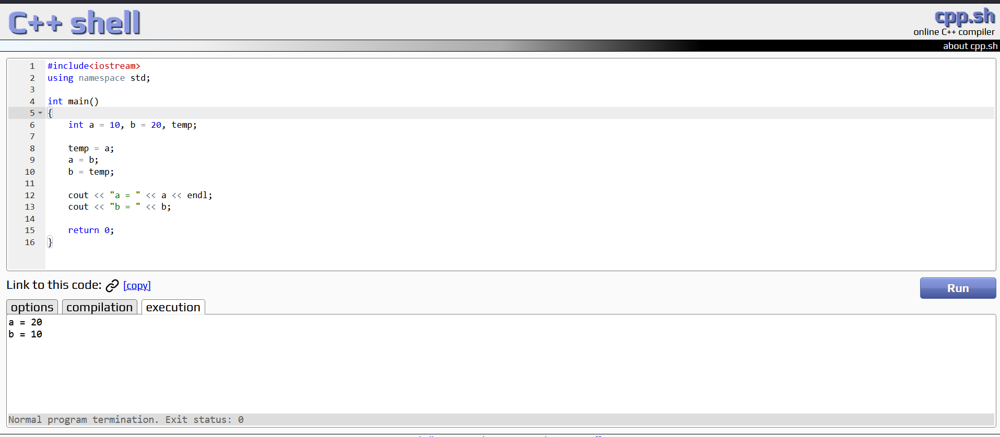 C++ shell
cpp.sh
online C++ compiler
about cpp.sh
1 #include<iostream>
2 using namespace std;
3
4 int main()
5 {
6     int a = 10, b = 20, temp;
7
8     temp = a;
9     a = b;
10     b = temp;
11
12     cout << "a = " << a << endl;
13     cout << "b = " << b;
14
15     return 0;
16 }
Link to this code: [copy]
Run
options compilation execution
a = 20
b = 10
Normal program termination. Exit status: 0